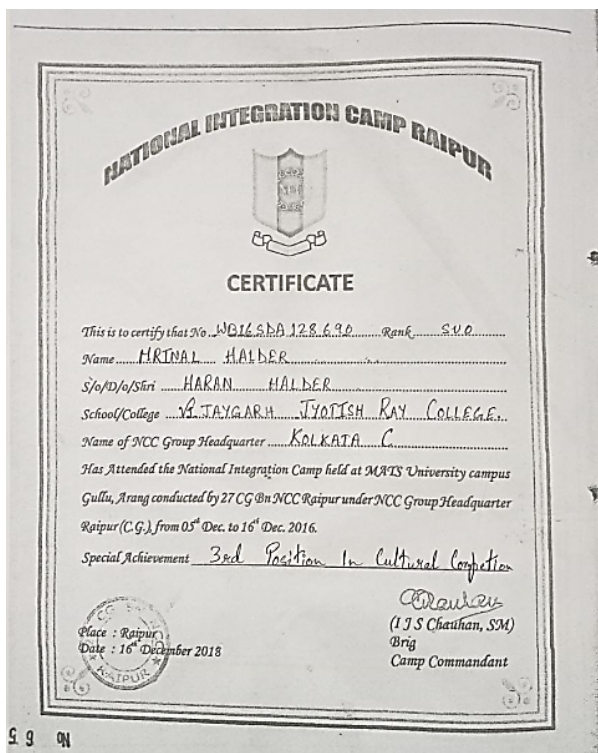 NATIONAL INTEGRATION CAMP RAIPUR
CERTIFICATE
This is to certify that No WB16SDA128690 Rank SUO
Name MRINAL HALDER
S/o/D/o/Shri HARAN HALDER
School/College VIJAYGARH JYOTISH RAY COLLEGE.
Name of NCC Group Headquarter KOLKATA C
Has Attended the National Integration Camp held at MATS University campus
Gullu, Arang conducted by 27 CG Bn NCC Raipur under NCC Group Headquarter
Raipur (C.G.), from 05th Dec. to 16th Dec. 2016.
Special Achievement 3rd Position In Cultural Conpetion
(I J S Chauhan, SM)
Place : Raipur
Brig
Date : 16th December 2018
Camp Commandant
RAIPUR